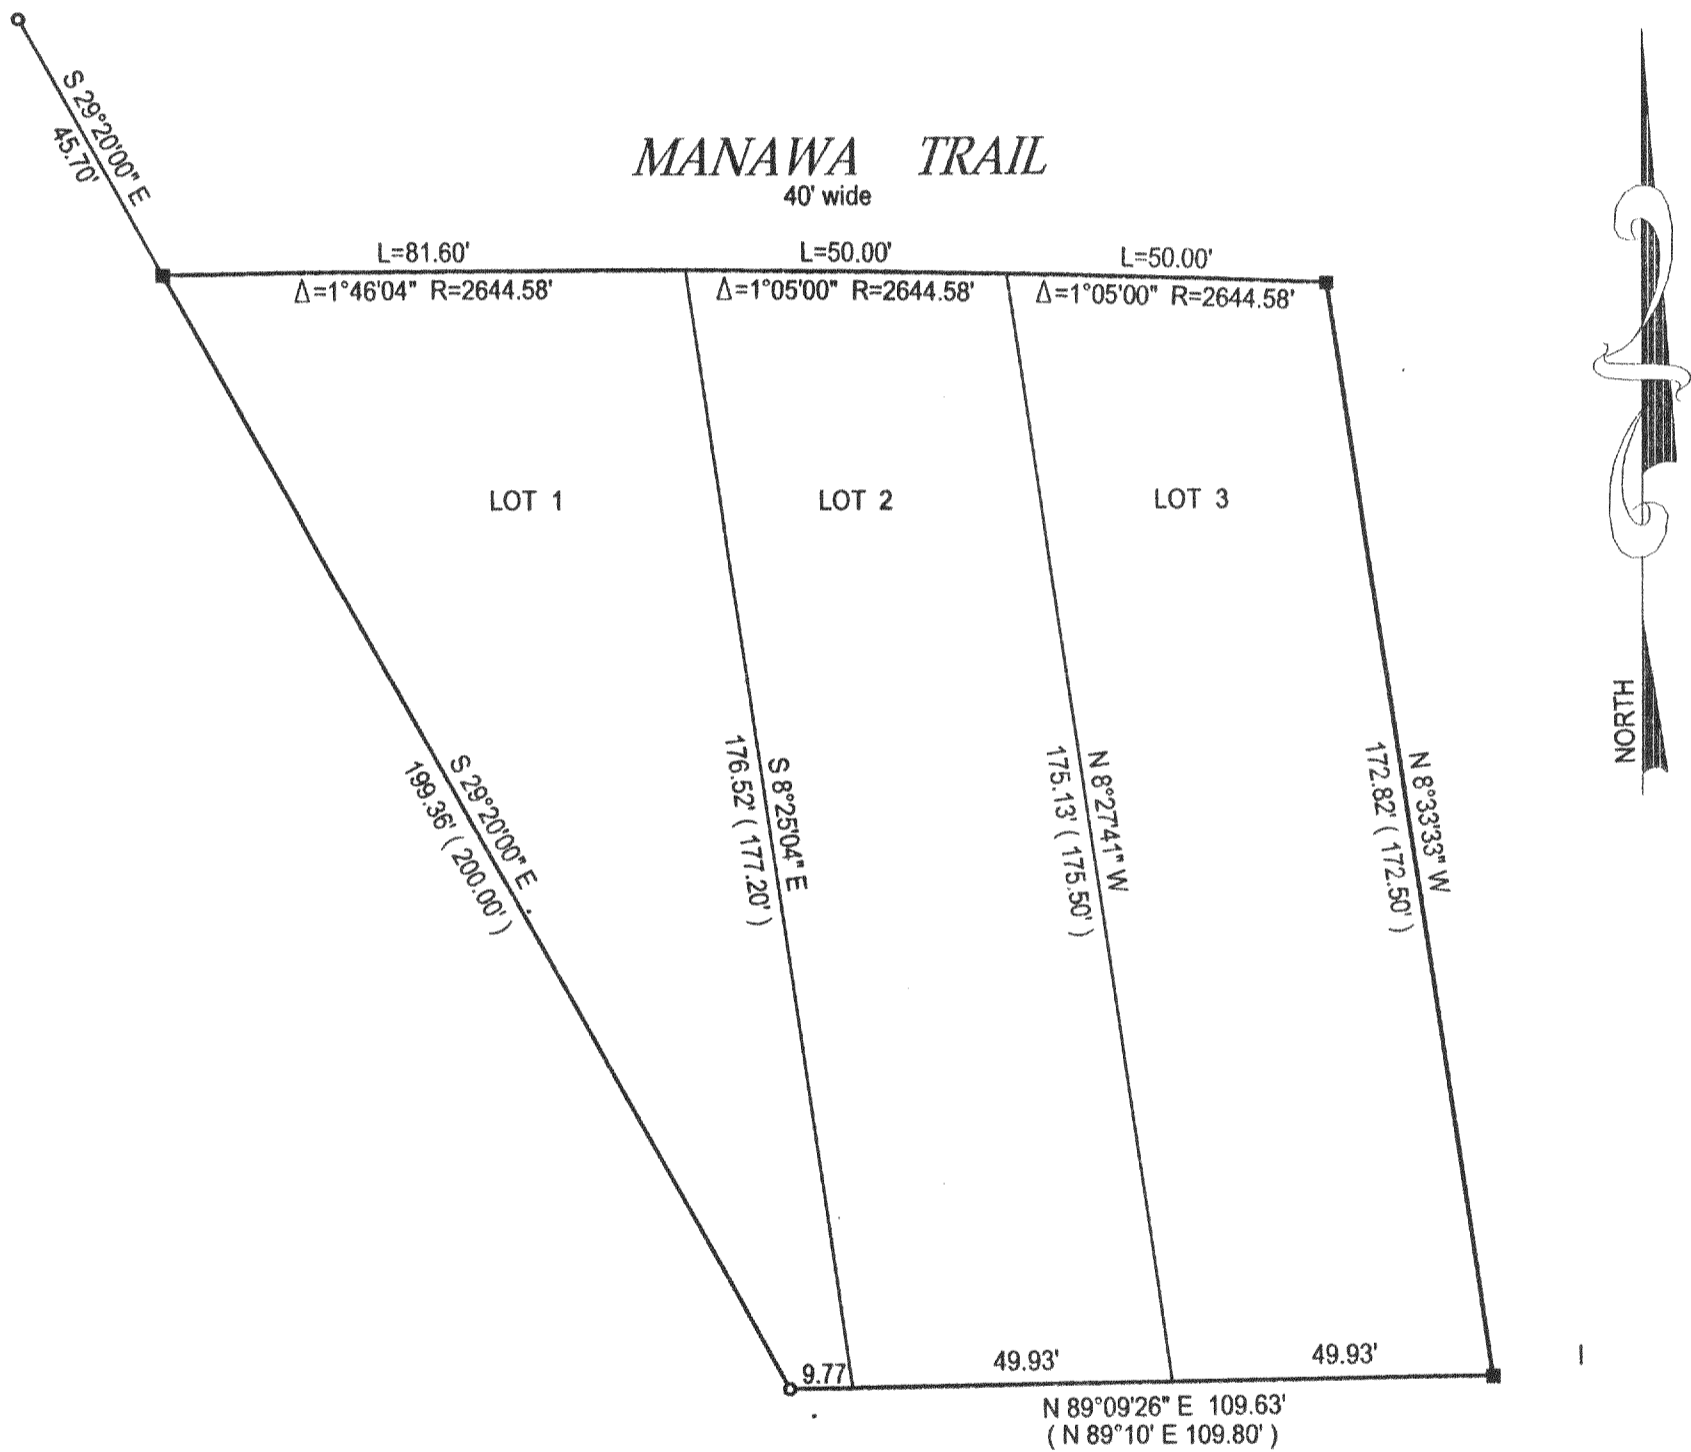 S 29°20'00" E
45.70'
MANAWA TRAIL
40' wide
L=81.60'
L=50.00'
L=50.00'
Δ=1°46'04" R=2644.58'
Δ=1°05'00" R=2644.58'
Δ=1°05'00" R=2644.58'
LOT 1
LOT 2
LOT 3
S 29°20'00" E
199.36' ( 200.00' )
S 8°25'04" E
176.52' ( 177.20' )
N 8°27'41" W
175.13' ( 175.50' )
N 8°33'33" W
172.82' ( 172.50' )
NORTH
9.77
49.93'
49.93'
N 89°09'26" E 109.63'
( N 89°10' E 109.80' )